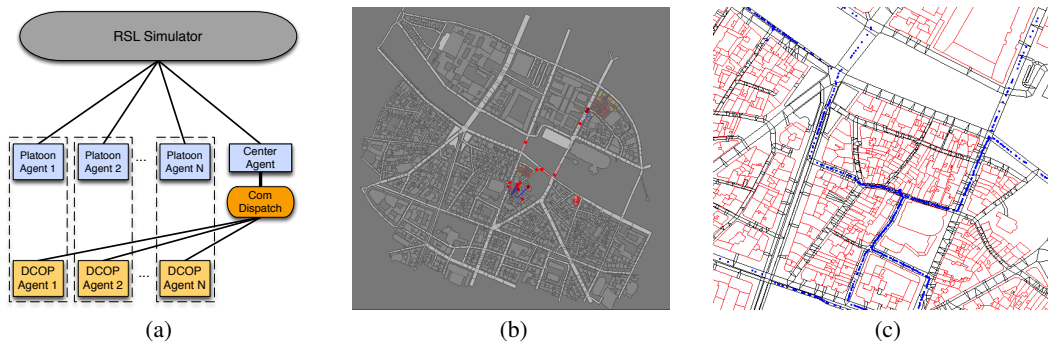 RSL Simulator
Platoon
Agent 1
Platoon
Agent 2
...
Platoon
Agent N
Center
Agent
Com
Dispatch
DCOP
Agent 1
DCOP
Agent 2
...
DCOP
Agent N
(a)
(b)
(c)